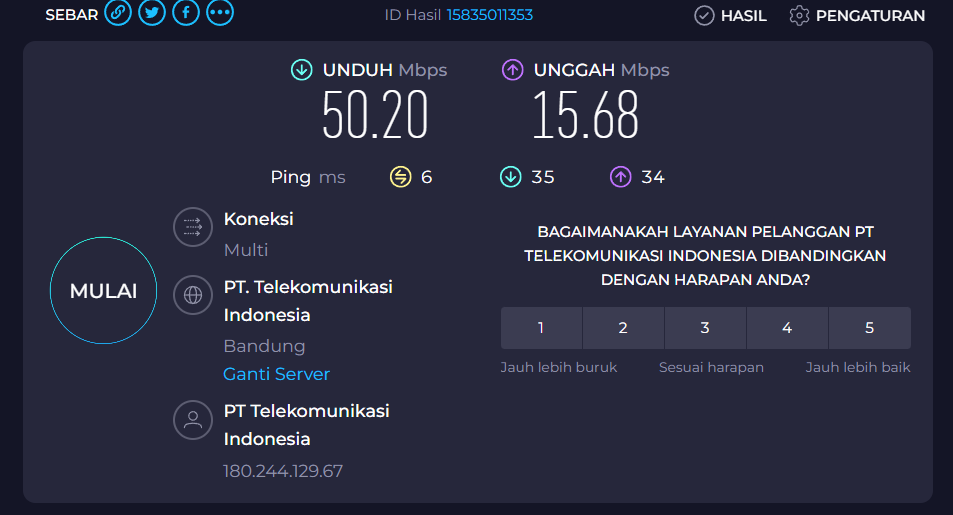 SEBAR
ID Hasil 15835011353
HASIL
PENGATURAN
UNDUH Mbps
50.20
UNGGAH Mbps
15.68
Ping ms 6 35 34
MULAI
Koneksi
Multi
PT. Telekomunikasi
Indonesia
Bandung
Ganti Server
PT Telekomunikasi
Indonesia
180.244.129.67
BAGAIMANAKAH LAYANAN PELANGGAN PT
TELEKOMUNIKASI INDONESIA DIBANDINGKAN
DENGAN HARAPAN ANDA?
1 2 3 4 5
Jauh lebih buruk Sesuai harapan Jauh lebih baik